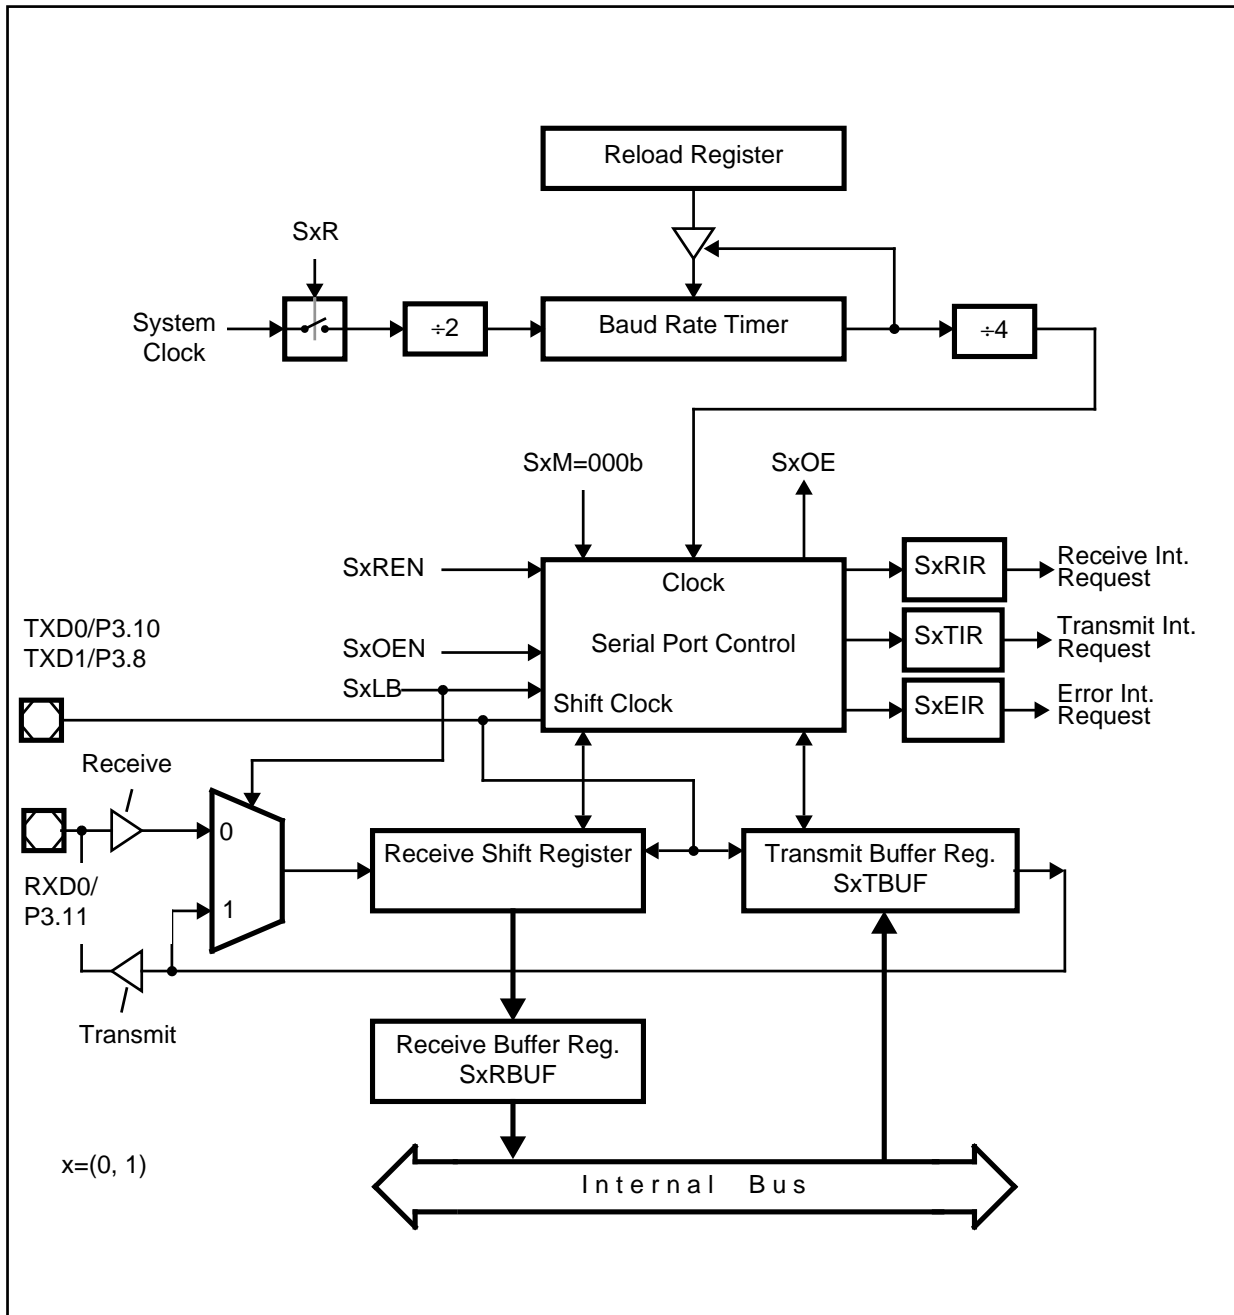 Reload Register
SxR
System
Clock
÷2
Baud Rate Timer
÷4
SxM=000b
SxOE
SxREN
Clock
SxRIR
Receive Int.
Request
TXD0/P3.10
TXD1/P3.8
SxOEN
Serial Port Control
SxTIR
Transmit Int.
Request
SxLB
Shift Clock
SxEIR
Error Int.
Request
Receive
0
Receive Shift Register
Transmit Buffer Reg.
SxTBUF
RXD0/
P3.11
1
Transmit
Receive Buffer Reg.
SxRBUF
x=(0, 1)
Internal Bus